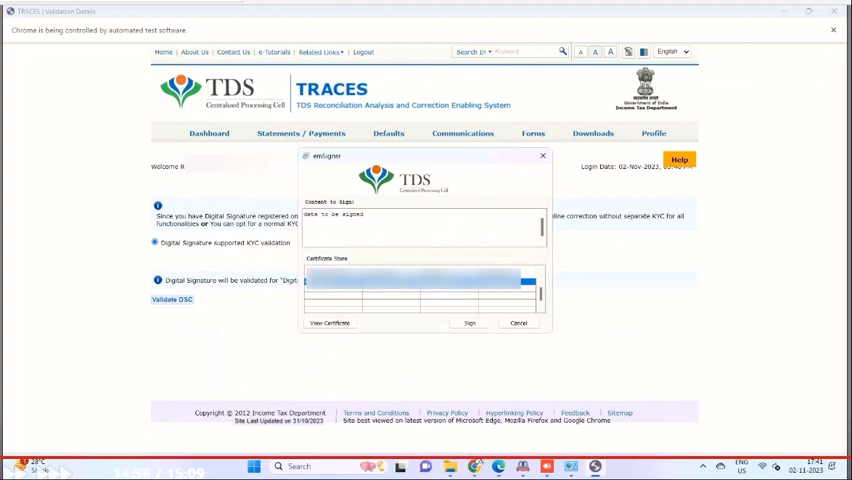 TRACES | Validation Details
Chrome is being controlled by automated test software.
Home | About Us | Contact Us | e-Tutorials | Related Links | Logout
Search In Keyword
A A A
English
TDS
Centralized Processing Cell
TRACES
TDS Reconciliation Analysis and Correction Enabling System
Government of India
Income Tax Department
Dashboard Statements / Payments Defaults Communications Forms Downloads Profile
Welcome R
Login Date: 02-Nov-2023,
Help
emSigner
TDS
Centralized Processing Cell
Content to Sign:
data to be signed
Since you have Digital Signature registered on
nline correction without separate KYC for all
functionalities or You can opt for a normal KYC
Digital Signature supported KYC validation
Certificate Store
Digital Signature will be validated for "Digit
Validate DSC
View Certificate Sign Cancel
Copyright © 2012 Income Tax Department
Terms and Conditions | Privacy Policy | Hyperlinking Policy | Feedback | Sitemap
Site Last Updated on 31/10/2023
Site best viewed on latest version of Microsoft Edge, Mozilla Firefox and Google Chrome
28°C
14:58 / 15:09
Search
ENG
US
17:41
02-11-2023